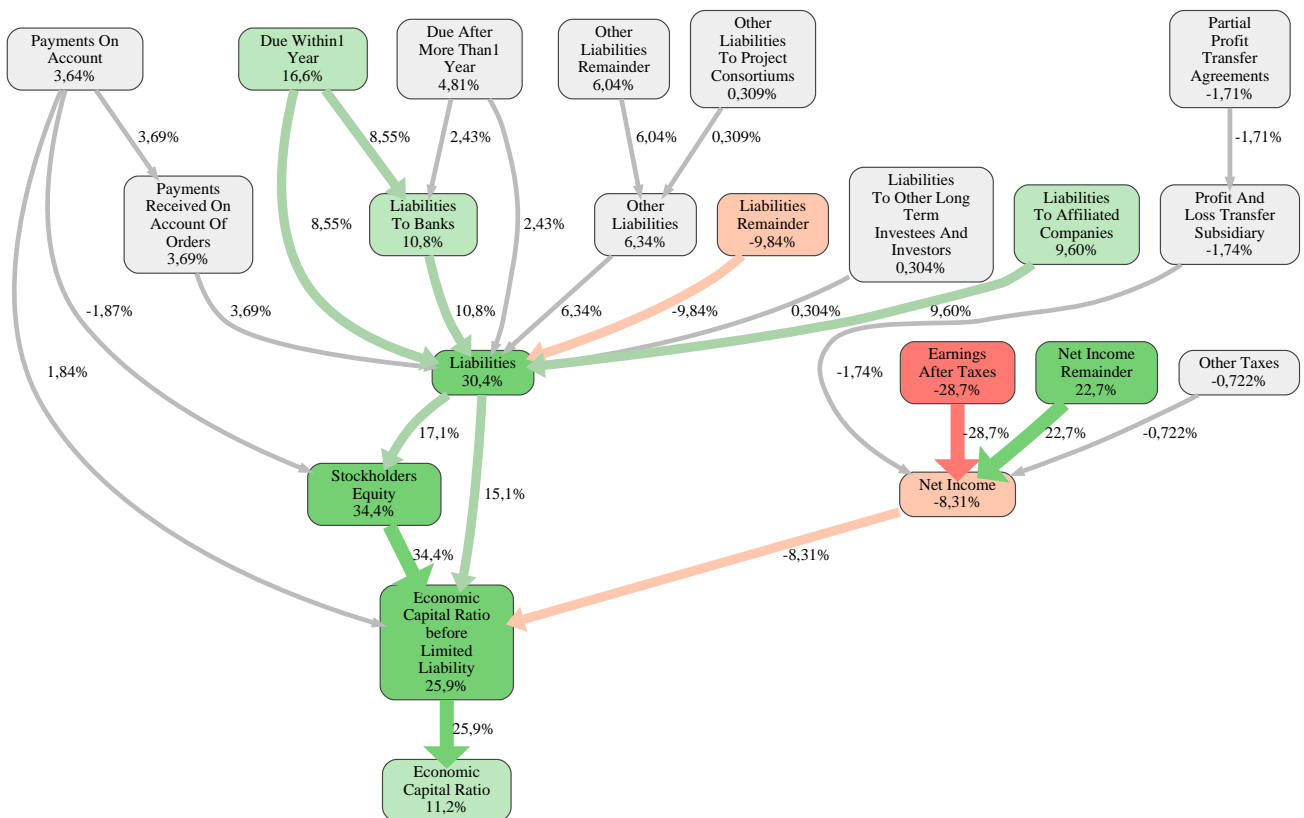 Payments On
Account
3,64%
Due Within1
Year
16,6%
Due After
More Than1
Year
4,81%
Other
Liabilities
Remainder
6,04%
Other
Liabilities
To Project
Consortiums
0,309%
Partial
Profit
Transfer
Agreements
-1,71%
3,69%
8,55%
2,43%
6,04%
0,309%
-1,71%
Payments
Received On
Account Of
Orders
3,69%
8,55%
Liabilities
To Banks
10,8%
2,43%
Other
Liabilities
6,34%
Liabilities
Remainder
-9,84%
Liabilities
To Other Long
Term
Investees And
Investors
0,304%
Liabilities
To Affiliated
Companies
9,60%
Profit And
Loss Transfer
Subsidiary
-1,74%
-1,87%
3,69%
10,8%
6,34%
-9,84%
0,304%
9,60%
1,84%
Liabilities
30,4%
-1,74%
Earnings
After Taxes
-28,7%
Net Income
Remainder
22,7%
Other Taxes
-0,722%
17,1%
-28,7%
22,7%
-0,722%
Stockholders
Equity
34,4%
15,1%
Net Income
-8,31%
34,4%
-8,31%
Economic
Capital Ratio
before
Limited
Liability
25,9%
25,9%
Economic
Capital Ratio
11,2%